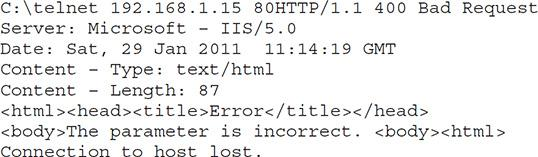 C:\telnet 192.168.1.15 80HTTP/1.1 400 Bad Request
Server: Microsoft - IIS/5.0
Date: Sat, 29 Jan 2011  11:14:19 GMT
Content - Type: text/html
Content - Length: 87
<html><head><title>Error</title></head>
<body>The parameter is incorrect. <body><html>
Connection to host lost.